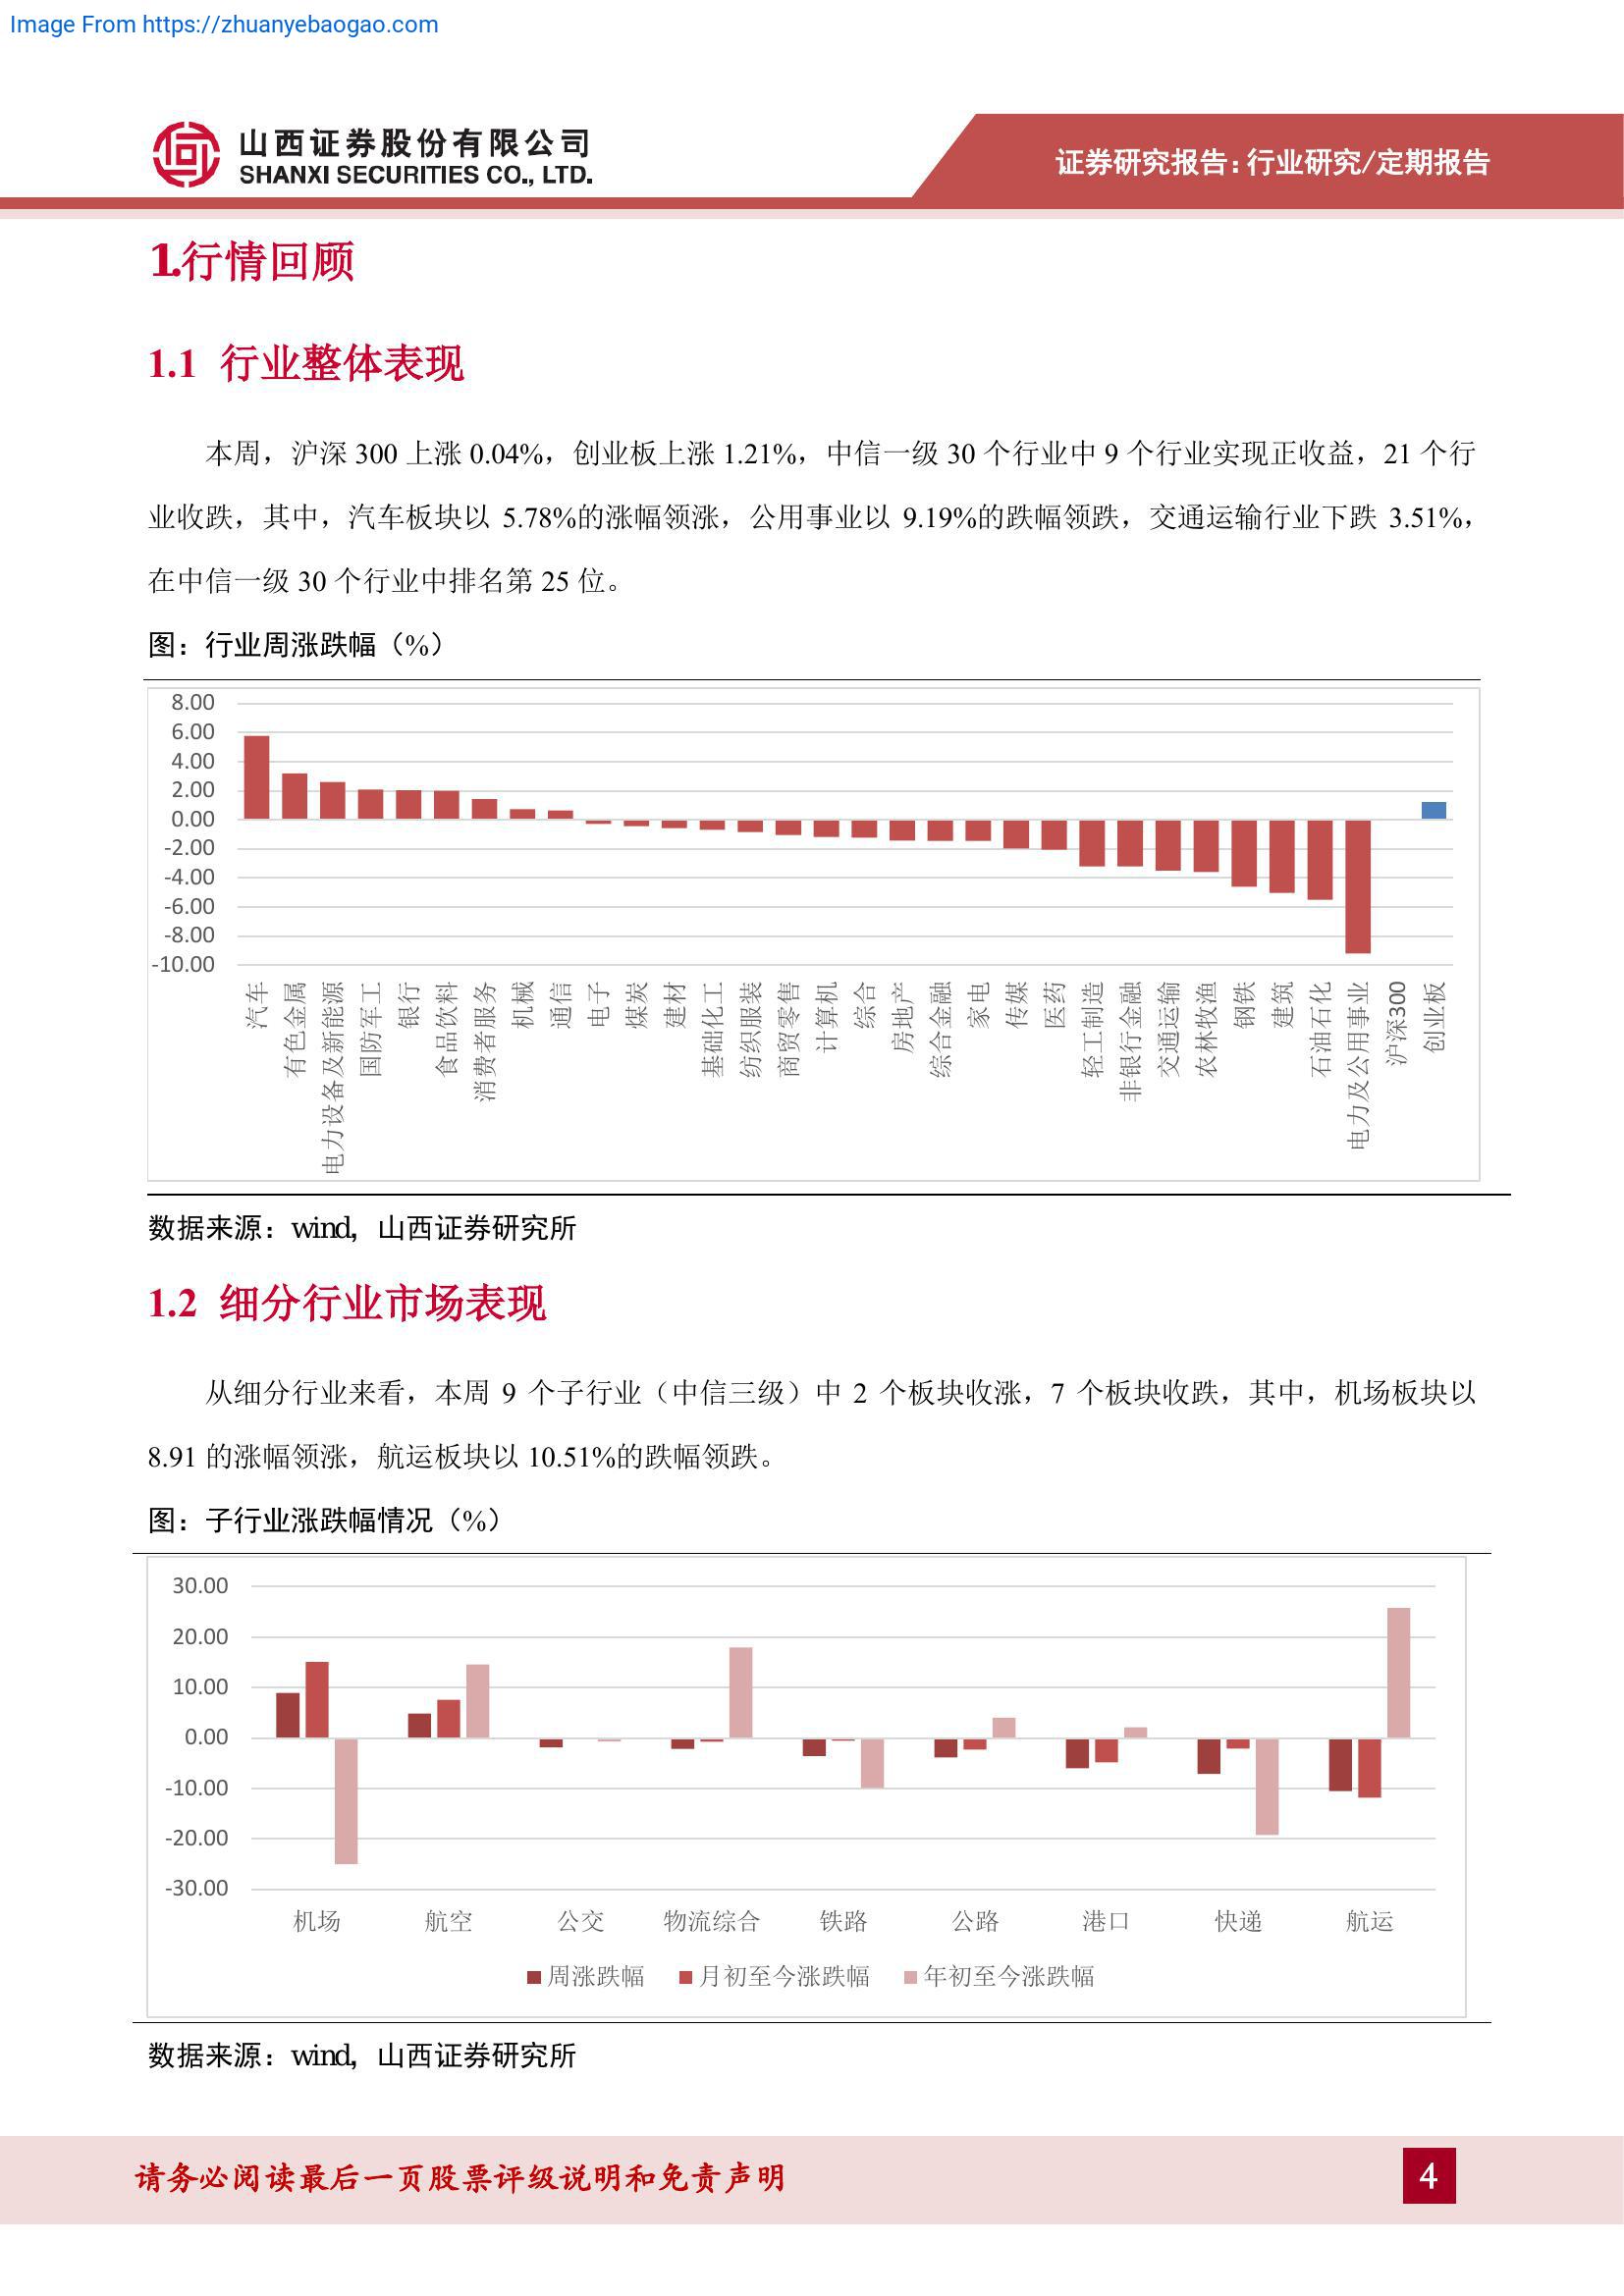 Image From https://zhuanyebaogao.com
山西证券股份有限公司
SHANXI SECURITIES CO., LTD.
证券研究报告:行业研究/定期报告
1.行情回顾
1.1 行业整体表现
本周，沪深 300 上涨 0.04%，创业板上涨 1.21%，中信一级 30 个行业中 9 个行业实现正收益，21 个行
业收跌，其中，汽车板块以 5.78%的涨幅领涨，公用事业以 9.19%的跌幅领跌，交通运输行业下跌 3.51%，
在中信一级 30 个行业中排名第 25 位。
图：行业周涨跌幅（%）
8.00
6.00
4.00
2.00
0.00
-2.00
-4.00
-6.00
-8.00
-10.00
汽车
有色金属
电力设备及新能源
国防军工
银行
食品饮料
消费者服务
机械
通信
电子
煤炭
建材
基础化工
纺织服装
商贸零售
计算机
综合
房地产
综合金融
家电
传媒
医药
轻工制造
非银行金融
交通运输
农林牧渔
钢铁
建筑
石油石化
电力及公用事业
沪深300
创业板
数据来源：wind，山西证券研究所
1.2 细分行业市场表现
从细分行业来看，本周 9 个子行业（中信三级）中 2 个板块收涨，7 个板块收跌，其中，机场板块以
8.91 的涨幅领涨，航运板块以 10.51%的跌幅领跌。
图：子行业涨跌幅情况（%）
30.00
20.00
10.00
0.00
-10.00
-20.00
-30.00
机场 航空 公交 物流综合 铁路 公路 港口 快递 航运
周涨跌幅 月初至今涨跌幅 年初至今涨跌幅
数据来源：wind，山西证券研究所
请务必阅读最后一页股票评级说明和免责声明
4